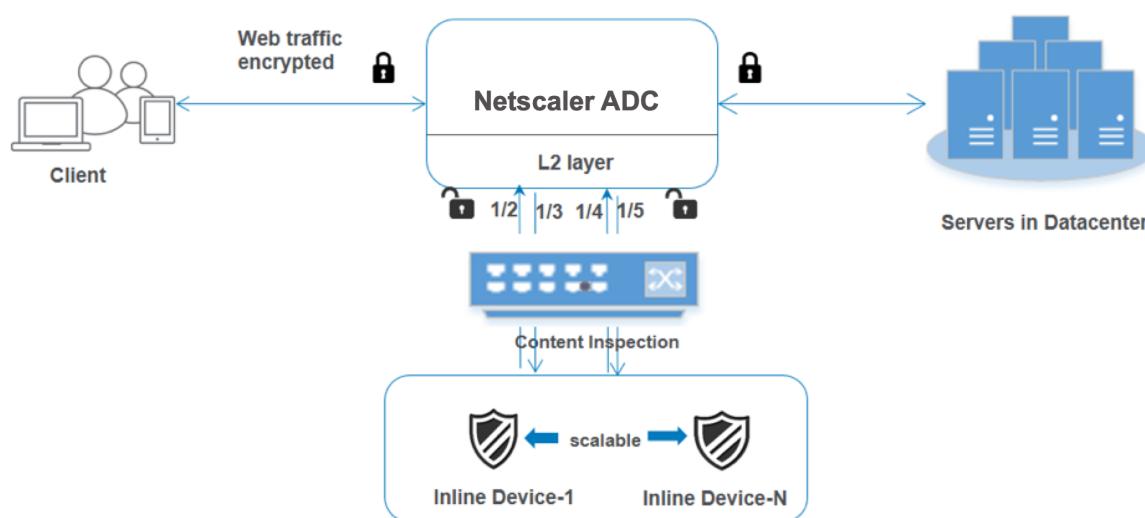 Web traffic
encrypted
Netscaler ADC
L2 layer
Client
1/2 1/3 1/4 1/5
Servers in Datacenter
Content Inspection
scalable
Inline Device-1
Inline Device-N